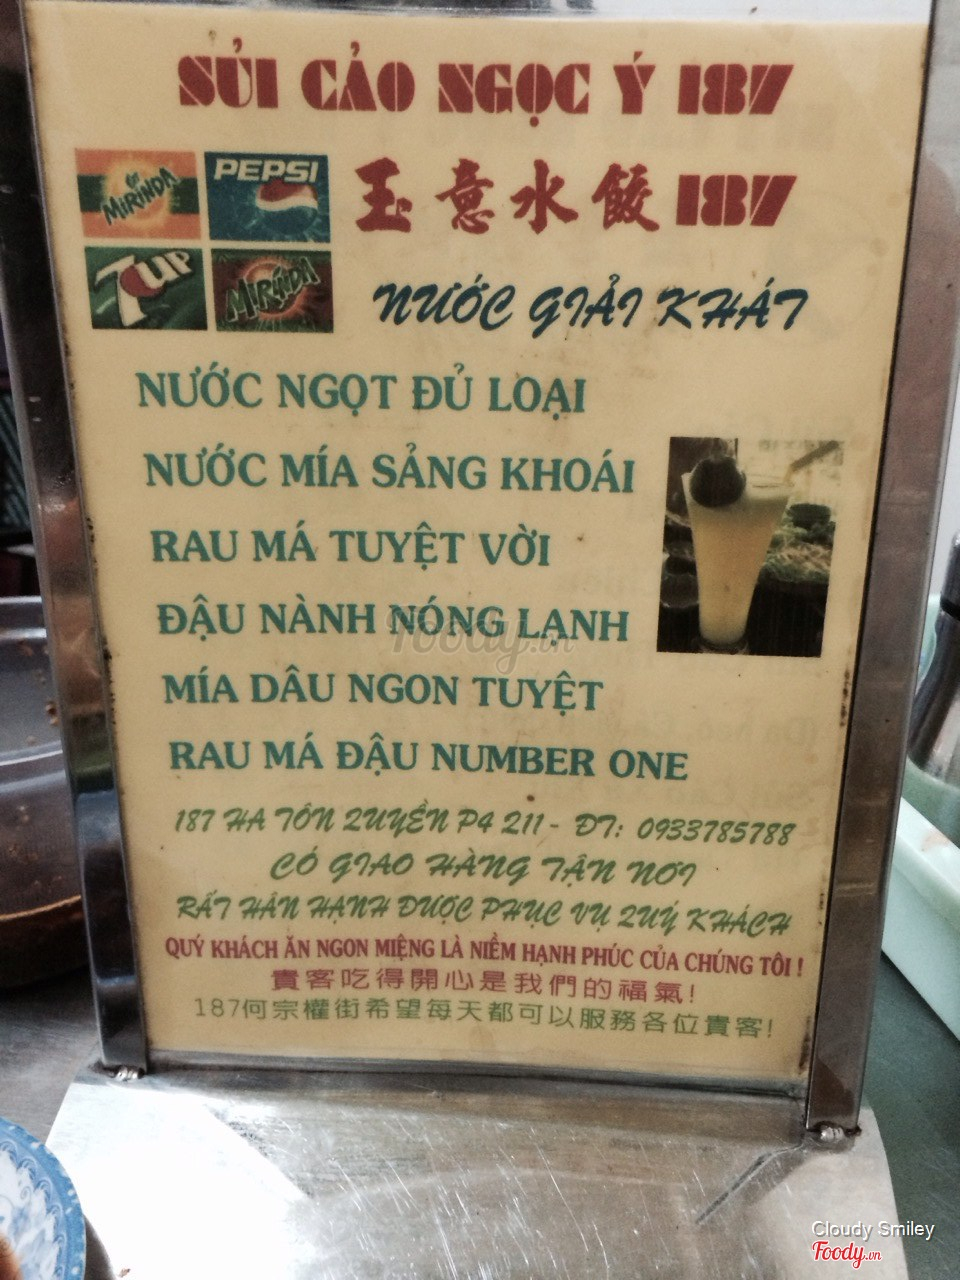 SỦI CẢO NGỌC Ý 187
MIRINDA
PEPSI
玉意水餃 187
7UP
MIRINDA
NƯỚC GIẢI KHÁT
NƯỚC NGỌT ĐỦ LOẠI
NƯỚC MÍA SẢNG KHOÁI
RAU MÁ TUYỆT VỜI
ĐẬU NÀNH NÓNG LẠNH
MÍA DÂU NGON TUYỆT
RAU MÁ ĐẬU NUMBER ONE
187 HA TÔN QUYỀN P4 Q11 - ĐT: 0933785788
CÓ GIAO HÀNG TẬN NƠI
RẤT HÂN HẠNH ĐƯỢC PHỤC VỤ QUÝ KHÁCH
QUÝ KHÁCH ĂN NGON MIỆNG LÀ NIỀM HẠNH PHÚC CỦA CHÚNG TÔI !
貴客吃得開心是我們的福氣!
187何宗權街希望每天都可以服務各位貴客!
Foody.vn
Cloudy Smiley
Foody.vn